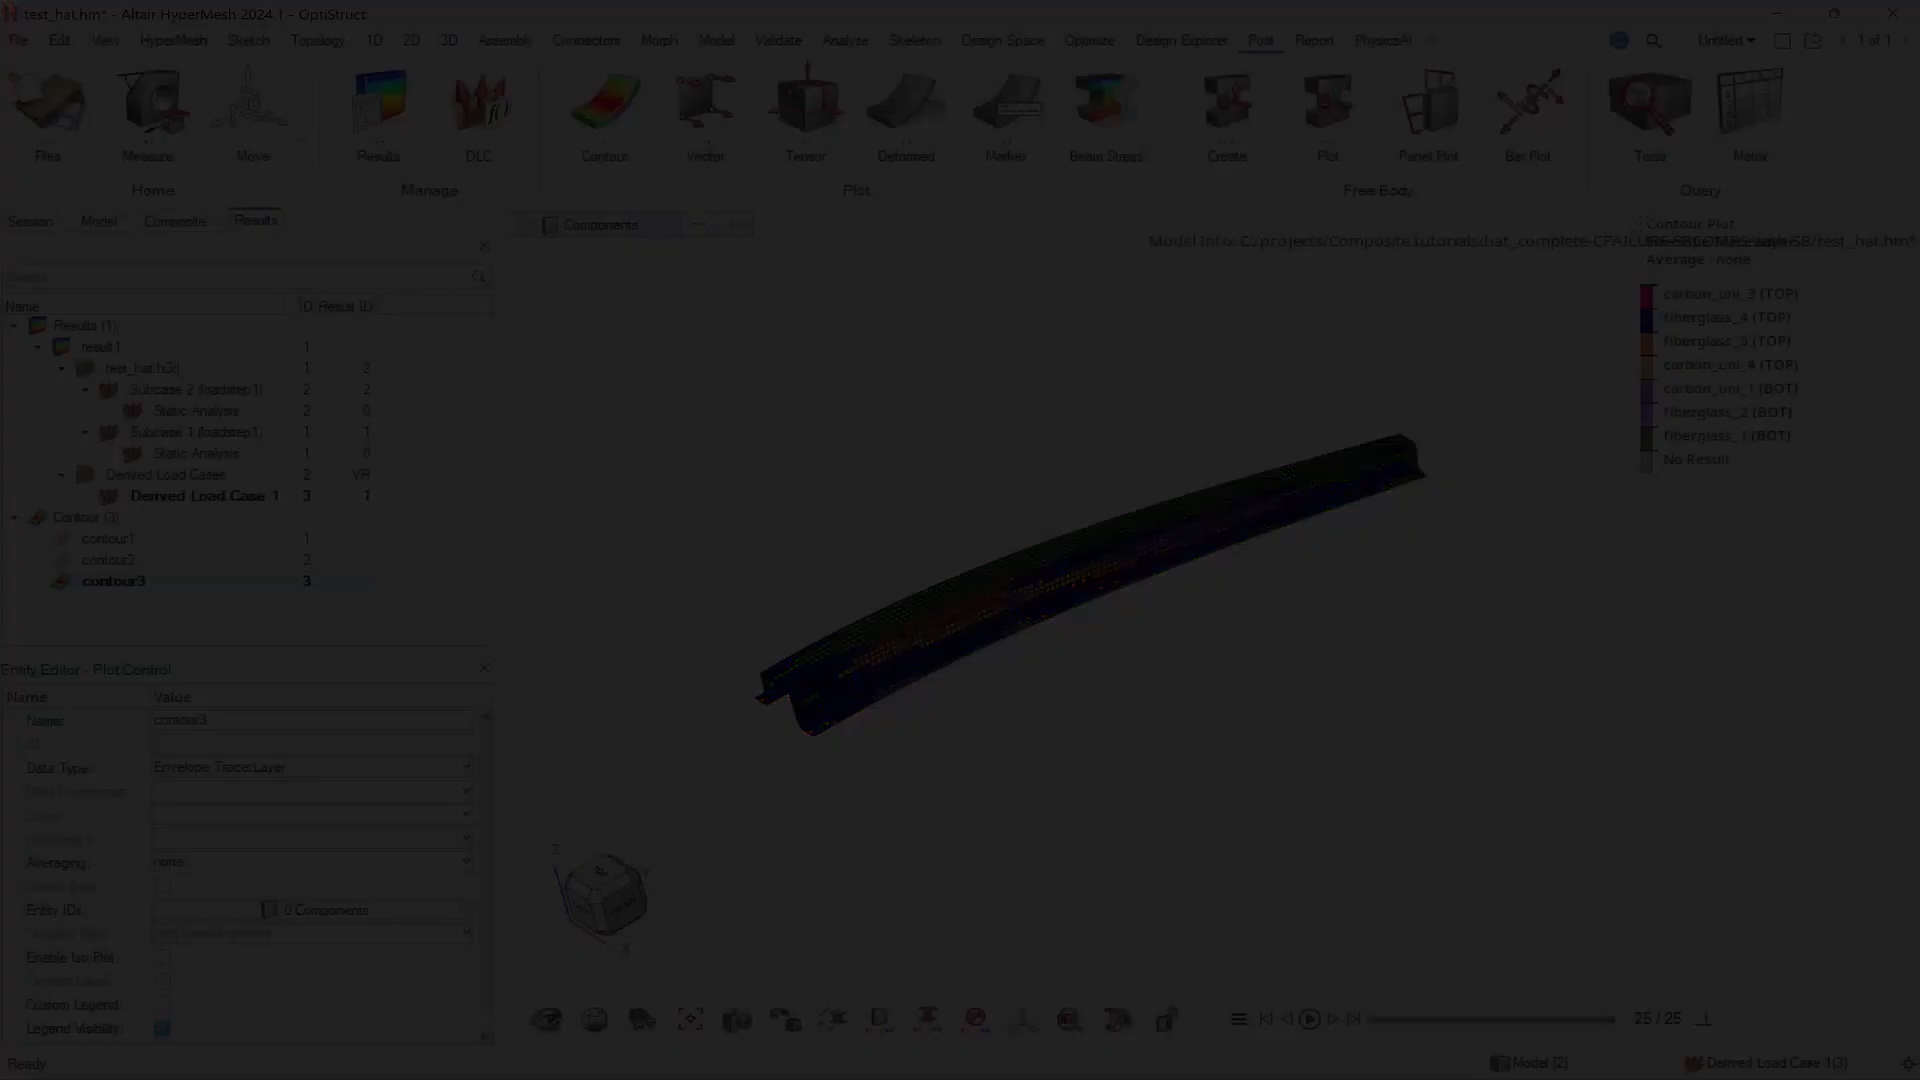 test_hat.hm* - Altair HyperMesh 2024.1 - OptiStruct
File Edit View HyperMesh Sketch Topology 1D 2D 3D Assembly Connectors Morph Model Validate Analyze Skeleton Design Space Optimize Design Explorer Post Report PhysicsAI Untitled 1 of 1
Files Measure Move Results DLC Contour Vector Tensor Deformed Marker Beam Stress Create Plot Panel Plot Bar Plot Tools Matrix
Home Manage Plot Free Body Query
Session Model Composite Results
Components
Contour Plot
Model Info: C:/projects/Composite
Average : none
Search
Name ID Result ID
Results (1)
result1 1
test_hat.h3d 1 2
Subcase 2 (loadstep1) 2 2
Static Analysis 2 0
Subcase 1 (loadstep1) 1 1
Static Analysis 1 0
Derived Load Cases 2 VR
Derived Load Case 1 3 1
Contour (3)
contour1 1
contour2 2
contour3 3
carbon_uni_3 (TOP)
fiberglass_4 (TOP)
fiberglass_3 (TOP)
carbon_uni_4 (TOP)
carbon_uni_1 (BOT)
fiberglass_2 (BOT)
fiberglass_1 (BOT)
No Result
Entity Editor - Plot Control
Name Value
Name: contour3
Data Type: Envelope Trace:Layer
Averaging: none
Entity IDs: 0 Components
Enable Iso Plot:
Custom Legend:
Legend Visibility:
Z
Y
X
25 / 25
Ready
Model [2]
Derived Load Case 1(3)